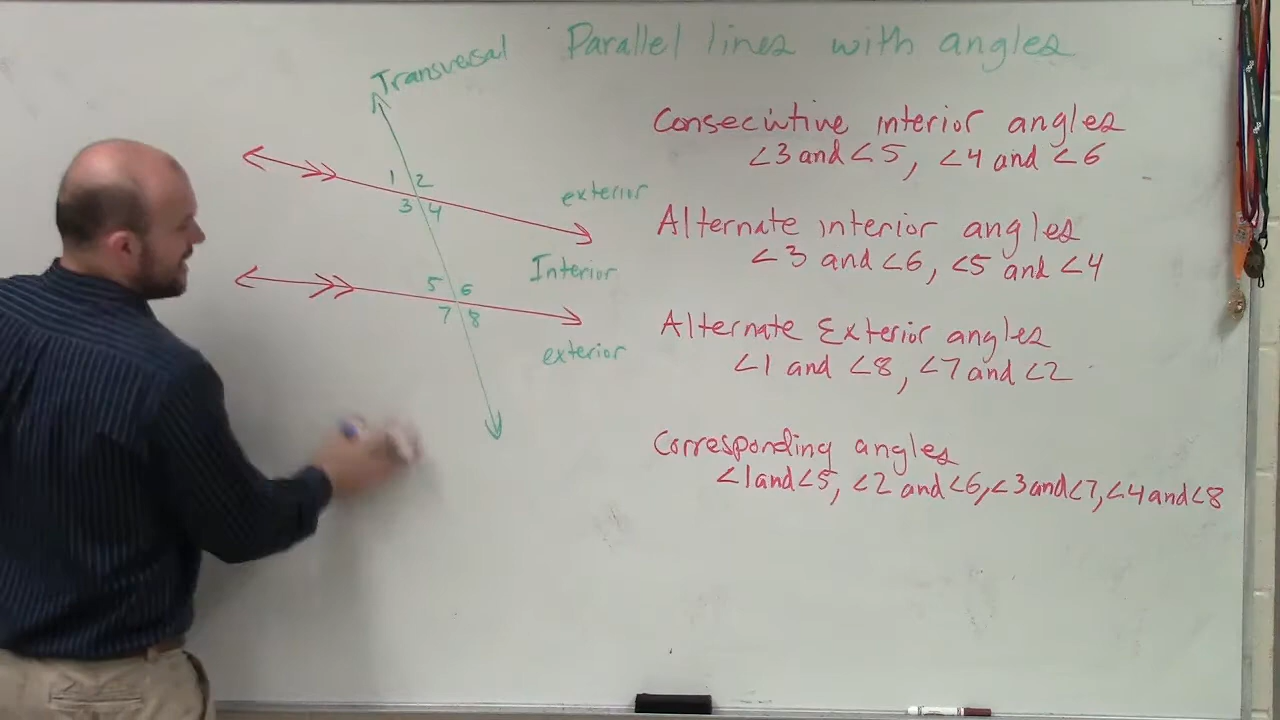 Parallel lines with angles
Transversal
1 2
3 4
exterior
Interior
5 6
7 8
exterior
Consecutive interior angles
∠3 and ∠5, ∠4 and ∠6
Alternate interior angles
∠3 and ∠6, ∠5 and ∠4
Alternate Exterior angles
∠1 and ∠8, ∠7 and ∠2
Corresponding angles
∠1 and ∠5, ∠2 and ∠6, ∠3 and ∠7, ∠4 and ∠8